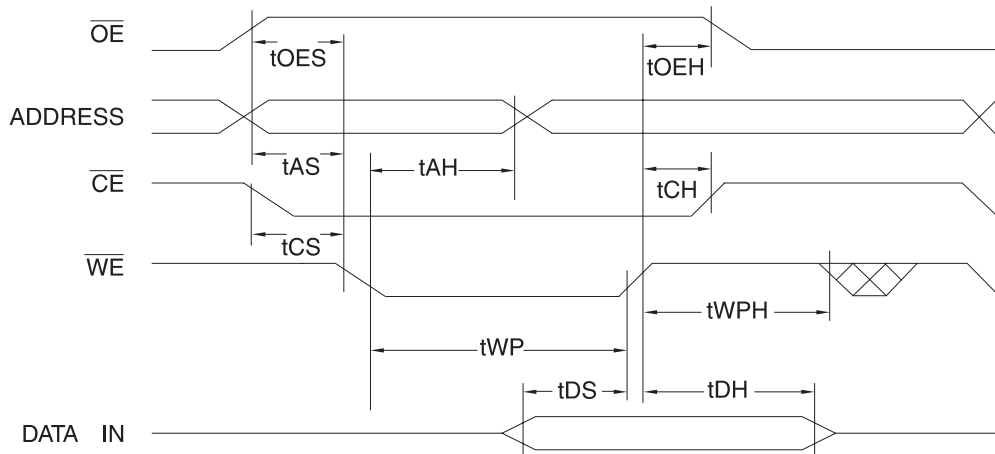 OE
tOES
tOEH
ADDRESS
tAS
tAH
tCH
CE
tCS
WE
tWPH
tWP
tDS
tDH
DATA IN